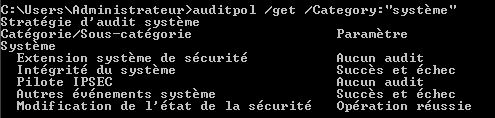 C:\Users\Administrateur>auditpol /get /Category:"système"
Stratégie d'audit système
Catégorie/Sous-catégorie Paramètre
Système
Extension système de sécurité Aucun audit
Intégrité du système Succès et échec
Pilote IPSEC Aucun audit
Autres événements système Succès et échec
Modification de l'état de la sécurité Opération réussie